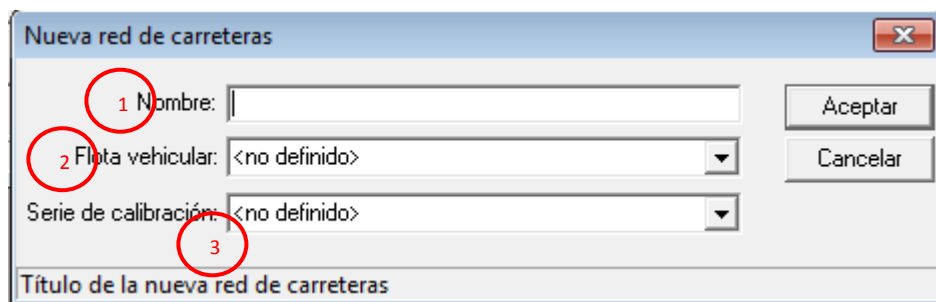 Nueva red de carreteras
1 Nombre:
Aceptar
2 Flota vehicular: <no definido>
Cancelar
Serie de calibración: <no definido>
3
Título de la nueva red de carreteras